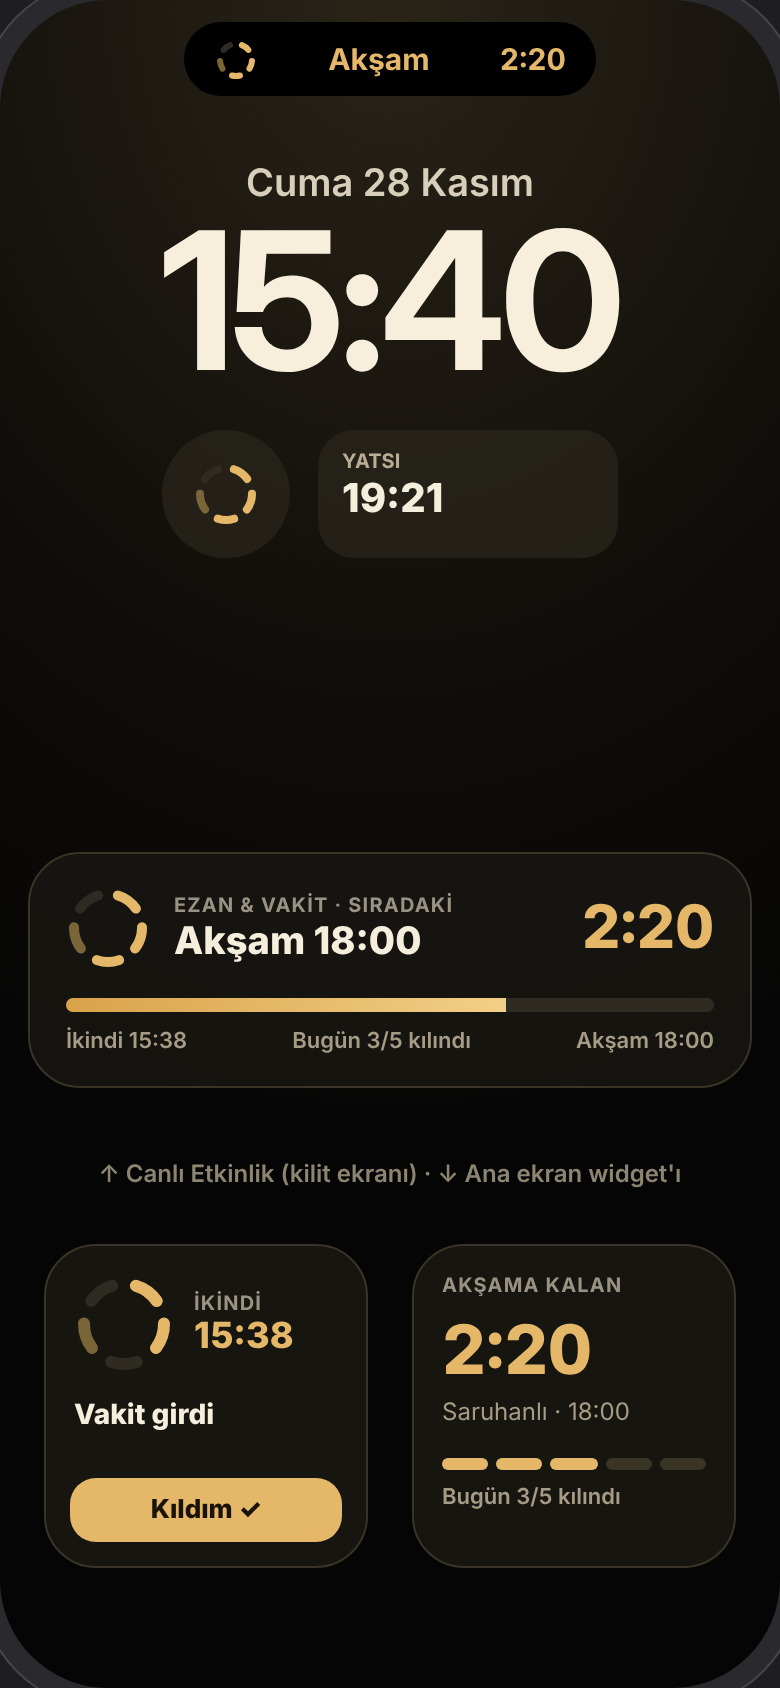 Akşam 2:20
Cuma 28 Kasım
15:40
YATSI
19:21
EZAN & VAKİT · SIRADAKİ
Akşam 18:00
2:20
İkindi 15:38 Bugün 3/5 kılındı Akşam 18:00
↑ Canlı Etkinlik (kilit ekranı) · ↓ Ana ekran widget'ı
İKİNDİ
15:38
Vakit girdi
Kıldım ✓
AKŞAMA KALAN
2:20
Saruhanlı · 18:00
Bugün 3/5 kılındı